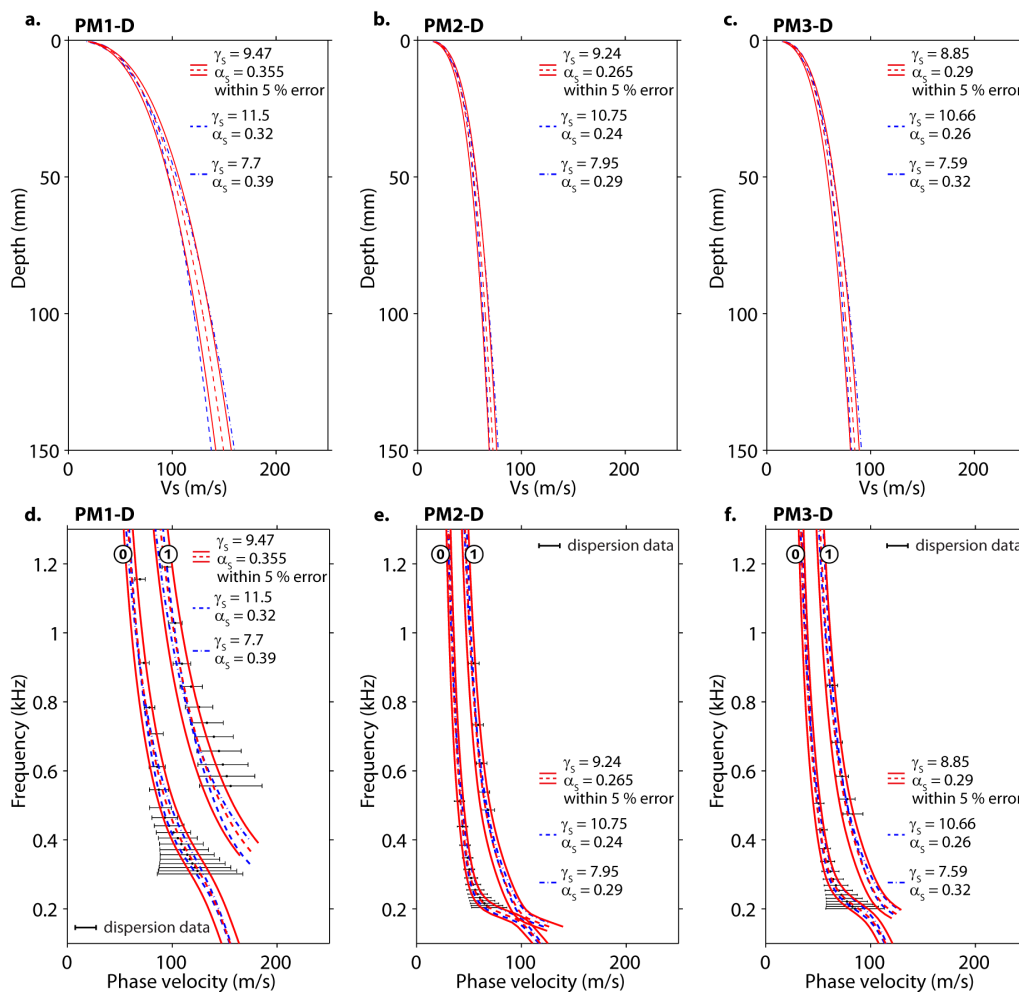 a. PM1-D
0
50
100
150
Depth (mm)
0 100 200
Vs (m/s)
γS = 9.47
αS = 0.355
within 5 % error
γS = 11.5
αS = 0.32
γS = 7.7
αS = 0.39
b. PM2-D
0
50
100
150
Depth (mm)
0 100 200
Vs (m/s)
γS = 9.24
αS = 0.265
within 5 % error
γS = 10.75
αS = 0.24
γS = 7.95
αS = 0.29
c. PM3-D
0
50
100
150
Depth (mm)
0 100 200
Vs (m/s)
γS = 8.85
αS = 0.29
within 5 % error
γS = 10.66
αS = 0.26
γS = 7.59
αS = 0.32
d. PM1-D
1.2
1
0.8
0.6
0.4
0.2
Frequency (kHz)
0 1
γS = 9.47
αS = 0.355
within 5 % error
γS = 11.5
αS = 0.32
γS = 7.7
αS = 0.39
dispersion data
0 100 200
Phase velocity (m/s)
e. PM2-D
1.2
1
0.8
0.6
0.4
0.2
Frequency (kHz)
0 1
dispersion data
γS = 9.24
αS = 0.265
within 5 % error
γS = 10.75
αS = 0.24
γS = 7.95
αS = 0.29
0 100 200
Phase velocity (m/s)
f. PM3-D
1.2
1
0.8
0.6
0.4
0.2
Frequency (kHz)
0 1
dispersion data
γS = 8.85
αS = 0.29
within 5 % error
γS = 10.66
αS = 0.26
γS = 7.59
αS = 0.32
0 100 200
Phase velocity (m/s)